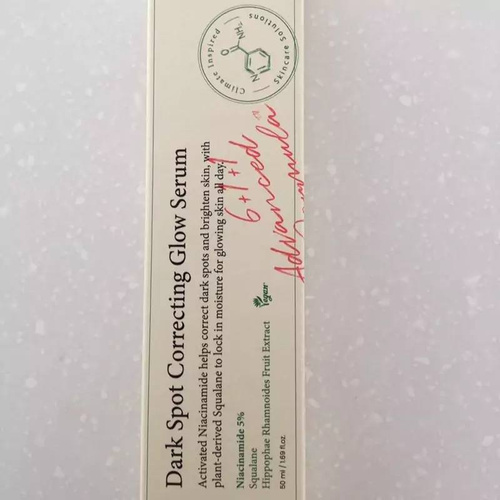 Climate Inspired
Skincare Solutions
O
NH₂
N
Dark Spot Correcting Glow Serum
Activated Niacinamide helps correct dark spots and brighten skin, with
plant-derived Squalane to lock in moisture for glowing skin all day.
6+1+1
Advanced
Formula
Vegan
Niacinamide 5%
Squalane
Hippophae Rhamnoides Fruit Extract
50 ml / 1.69 fl.oz.